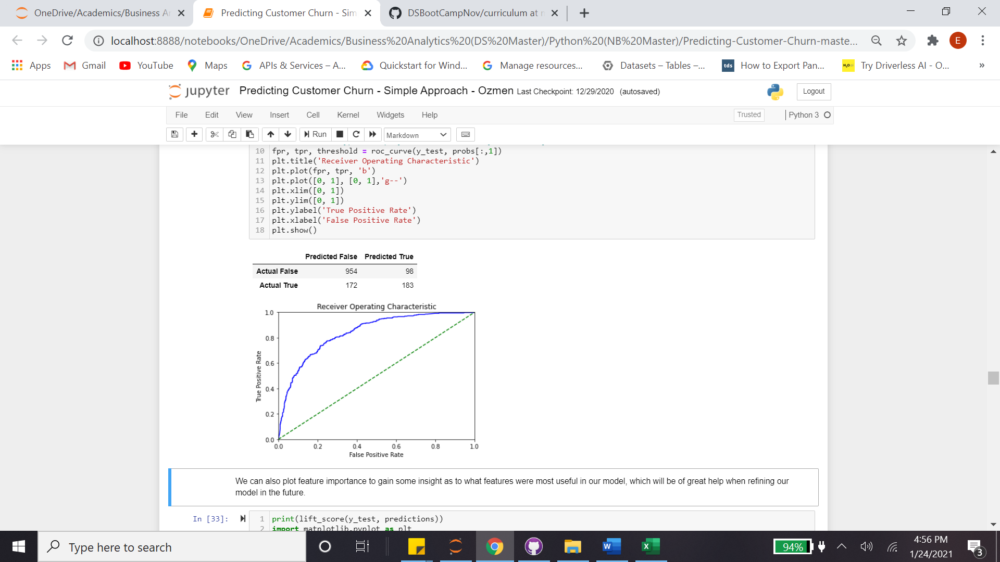 OneDrive/Academics/Business Ar
Predicting Customer Churn - Sim
DSBootCampNov/curriculum at n
localhost:8888/notebooks/OneDrive/Academics/Business%20Analytics%20(DS%20Master)/Python%20(NB%20Master)/Predicting-Customer-Churn-maste...
E
Apps
Gmail
YouTube
Maps
APIs & Services – A...
Quickstart for Wind...
Manage resources...
Datasets – Tables –...
tds
How to Export Pan...
H2O.ai
Try Driverless AI - O...
»
jupyter Predicting Customer Churn - Simple Approach - Ozmen Last Checkpoint: 12/29/2020 (autosaved)
Logout
File Edit View Insert Cell Kernel Widgets Help
Trusted
Python 3
Run
Markdown
10 fpr, tpr, threshold = roc_curve(y_test, probs[:,1])
11 plt.title('Receiver Operating Characteristic')
12 plt.plot(fpr, tpr, 'b')
13 plt.plot([0, 1], [0, 1],'g--')
14 plt.xlim([0, 1])
15 plt.ylim([0, 1])
16 plt.ylabel('True Positive Rate')
17 plt.xlabel('False Positive Rate')
18 plt.show()
Predicted False Predicted True
Actual False 954 98
Actual True 172 183
Receiver Operating Characteristic
1.0
0.8
0.6
0.4
0.2
0.0
True Positive Rate
0.0 0.2 0.4 0.6 0.8 1.0
False Positive Rate
We can also plot feature importance to gain some insight as to what features were most useful in our model, which will be of great help when refining our
model in the future.
In [33]:
1 print(lift_score(y_test, predictions))
2 import matplotlib.pyplot as plt
Type here to search
W
X
94%
4:56 PM
1/24/2021
3